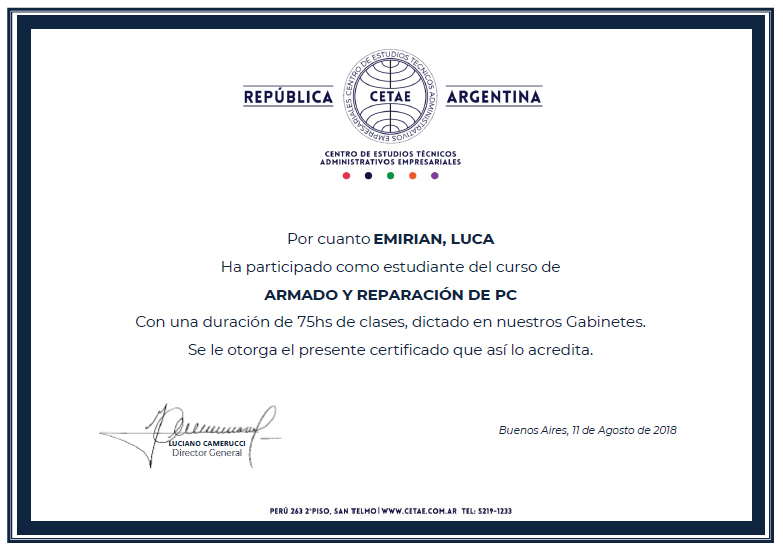 CENTRO DE ESTUDIOS TÉCNICOS ADMINISTRATIVOS EMPRESARIALES
REPÚBLICA CETAE ARGENTINA
CENTRO DE ESTUDIOS TÉCNICOS
ADMINISTRATIVOS EMPRESARIALES
Por cuanto EMIRIAN, LUCA
Ha participado como estudiante del curso de
ARMADO Y REPARACIÓN DE PC
Con una duración de 75hs de clases, dictado en nuestros Gabinetes.
Se le otorga el presente certificado que así lo acredita.
LUCIANO CAMERUCCI
Director General
Buenos Aires, 11 de Agosto de 2018
PERÚ 263 2°PISO, SAN TELMO | WWW.CETAE.COM.AR TEL: 5219-1233